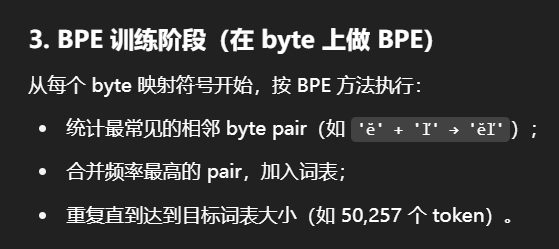 3. BPE 训练阶段（在 byte 上做 BPE）
从每个 byte 映射符号开始，按 BPE 方法执行：
• 统计最常见的相邻 byte pair（如 'ě' + 'Ɪ' → 'ěƖ'）；
• 合并频率最高的 pair，加入词表；
• 重复直到达到目标词表大小（如 50,257 个 token）。